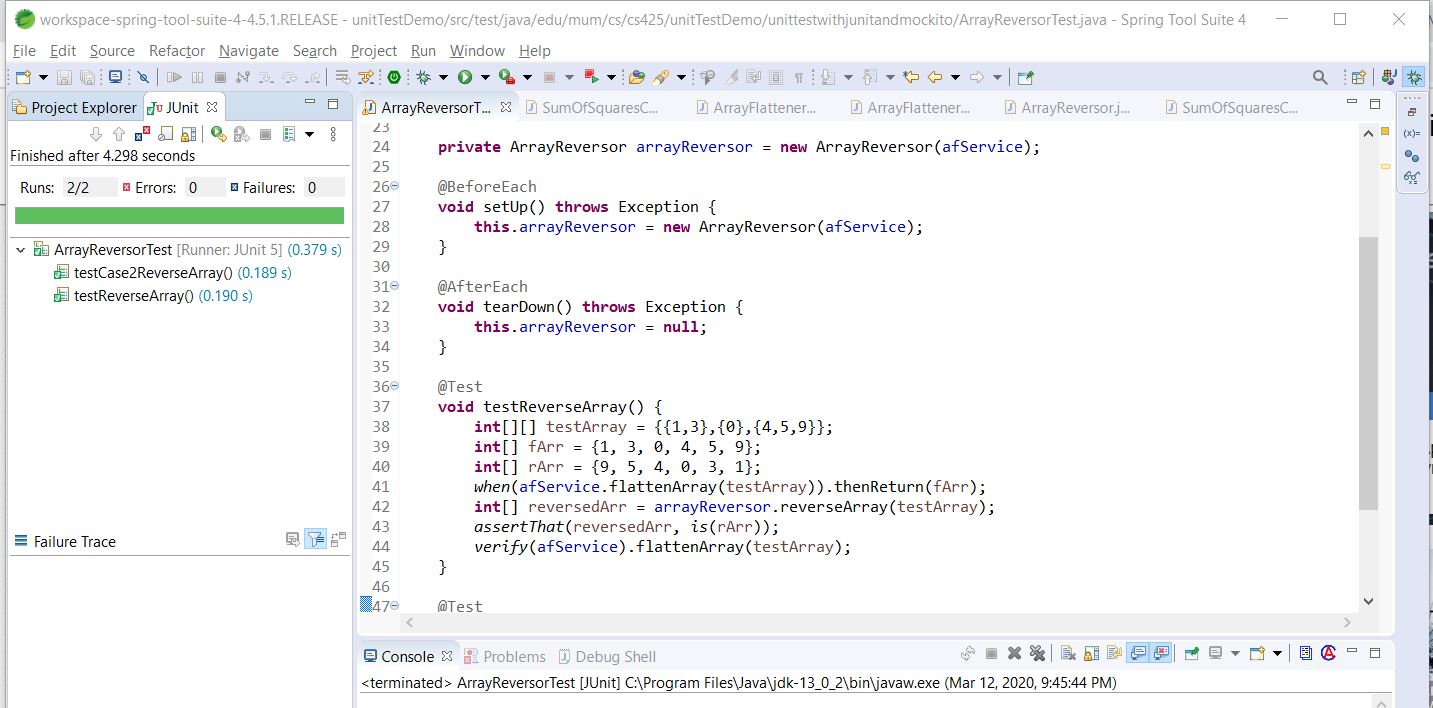 workspace-spring-tool-suite-4-4.5.1.RELEASE - unitTestDemo/src/test/java/edu/mum/cs/cs425/unitTestDemo/unittestwithjunitandmockito/ArrayReversorTest.java - Spring Tool Suite 4
File Edit Source Refactor Navigate Search Project Run Window Help
Project Explorer JUnit
Finished after 4.298 seconds
Runs: 2/2 Errors: 0 Failures: 0
ArrayReversorTest [Runner: JUnit 5] (0.379 s)
testCase2ReverseArray() (0.189 s)
testReverseArray() (0.190 s)
Failure Trace
ArrayReversorT... SumOfSquaresC... ArrayFlattener... ArrayFlattener... ArrayReversor.j... SumOfSquaresC...
23
24 private ArrayReversor arrayReversor = new ArrayReversor(afService);
25
26 @BeforeEach
27 void setUp() throws Exception {
28 this.arrayReversor = new ArrayReversor(afService);
29 }
30
31 @AfterEach
32 void tearDown() throws Exception {
33 this.arrayReversor = null;
34 }
35
36 @Test
37 void testReverseArray() {
38 int[][] testArray = {{1,3},{0},{4,5,9}};
39 int[] fArr = {1, 3, 0, 4, 5, 9};
40 int[] rArr = {9, 5, 4, 0, 3, 1};
41 when(afService.flattenArray(testArray)).thenReturn(fArr);
42 int[] reversedArr = arrayReversor.reverseArray(testArray);
43 assertThat(reversedArr, is(rArr));
44 verify(afService).flattenArray(testArray);
45 }
46
47 @Test
Console Problems Debug Shell
<terminated> ArrayReversorTest [JUnit] C:\Program Files\Java\jdk-13_0_2\bin\javaw.exe (Mar 12, 2020, 9:45:44 PM)